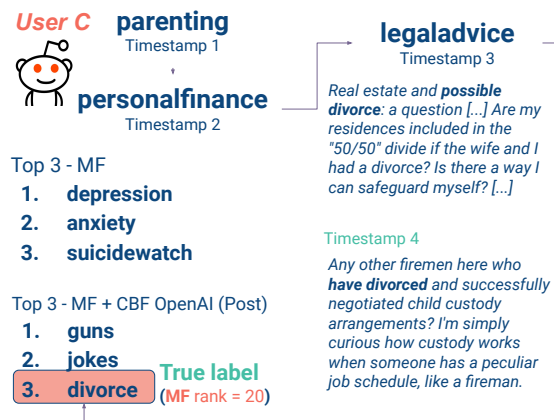 User C
parenting
Timestamp 1
personalfinance
Timestamp 2
legaladvice
Timestamp 3
Real estate and possible
divorce: a question [...] Are my
residences included in the
"50/50" divide if the wife and I
had a divorce? Is there a way I
can safeguard myself? [...]
Top 3 - MF
1. depression
2. anxiety
3. suicidewatch
Timestamp 4
Any other firemen here who
have divorced and successfully
negotiated child custody
arrangements? I'm simply
curious how custody works
when someone has a peculiar
job schedule, like a fireman.
Top 3 - MF + CBF OpenAI (Post)
1. guns
2. jokes
3. divorce
True label
(MF rank = 20)